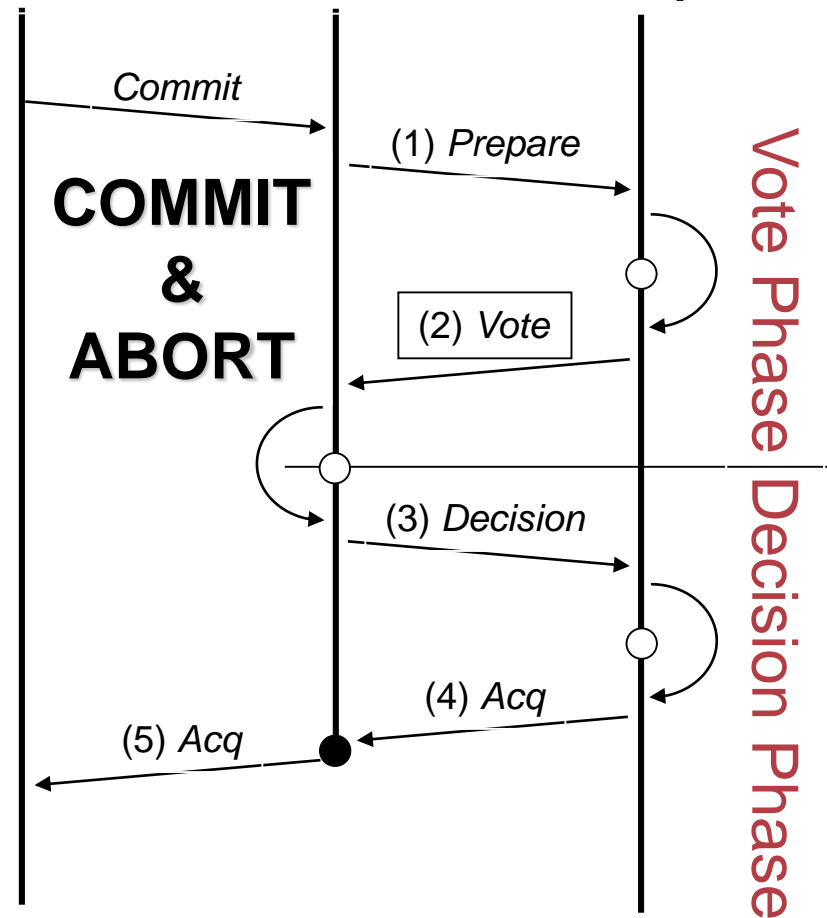 Commit
(1) Prepare
COMMIT
&
ABORT
(2) Vote
(3) Decision
(4) Acq
(5) Acq
Vote Phase
Decision Phase